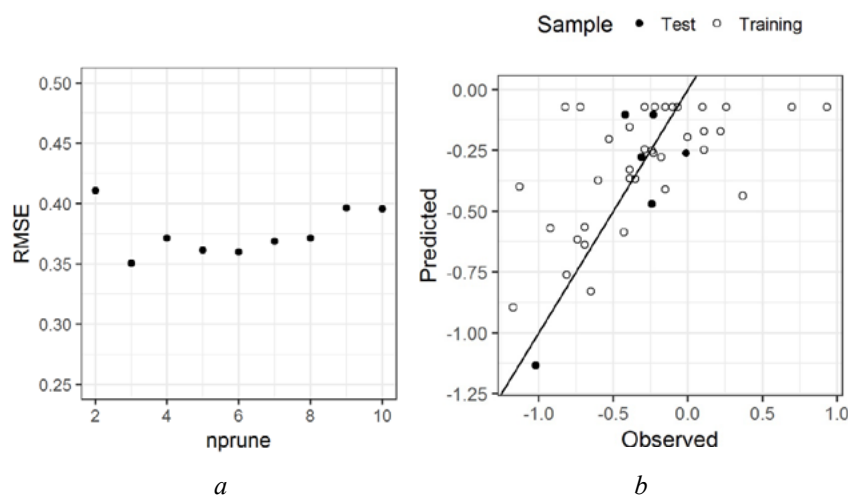 Sample ● Test ○ Training
0.50
0.45
0.40
0.35
0.30
0.25
RMSE
2 4 6 8 10
nprune
0.00
-0.25
-0.50
-0.75
-1.00
-1.25
Predicted
-1.0 -0.5 0.0 0.5 1.0
Observed
a b